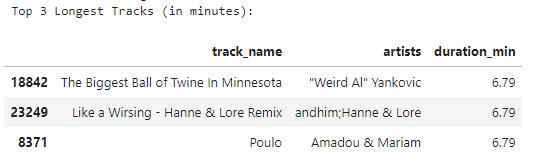 Top 3 Longest Tracks (in minutes):
track_name artists duration_min
18842 The Biggest Ball of Twine In Minnesota "Weird Al" Yankovic 6.79
23249 Like a Wirsing - Hanne & Lore Remix andhim;Hanne & Lore 6.79
8371 Poulo Amadou & Mariam 6.79